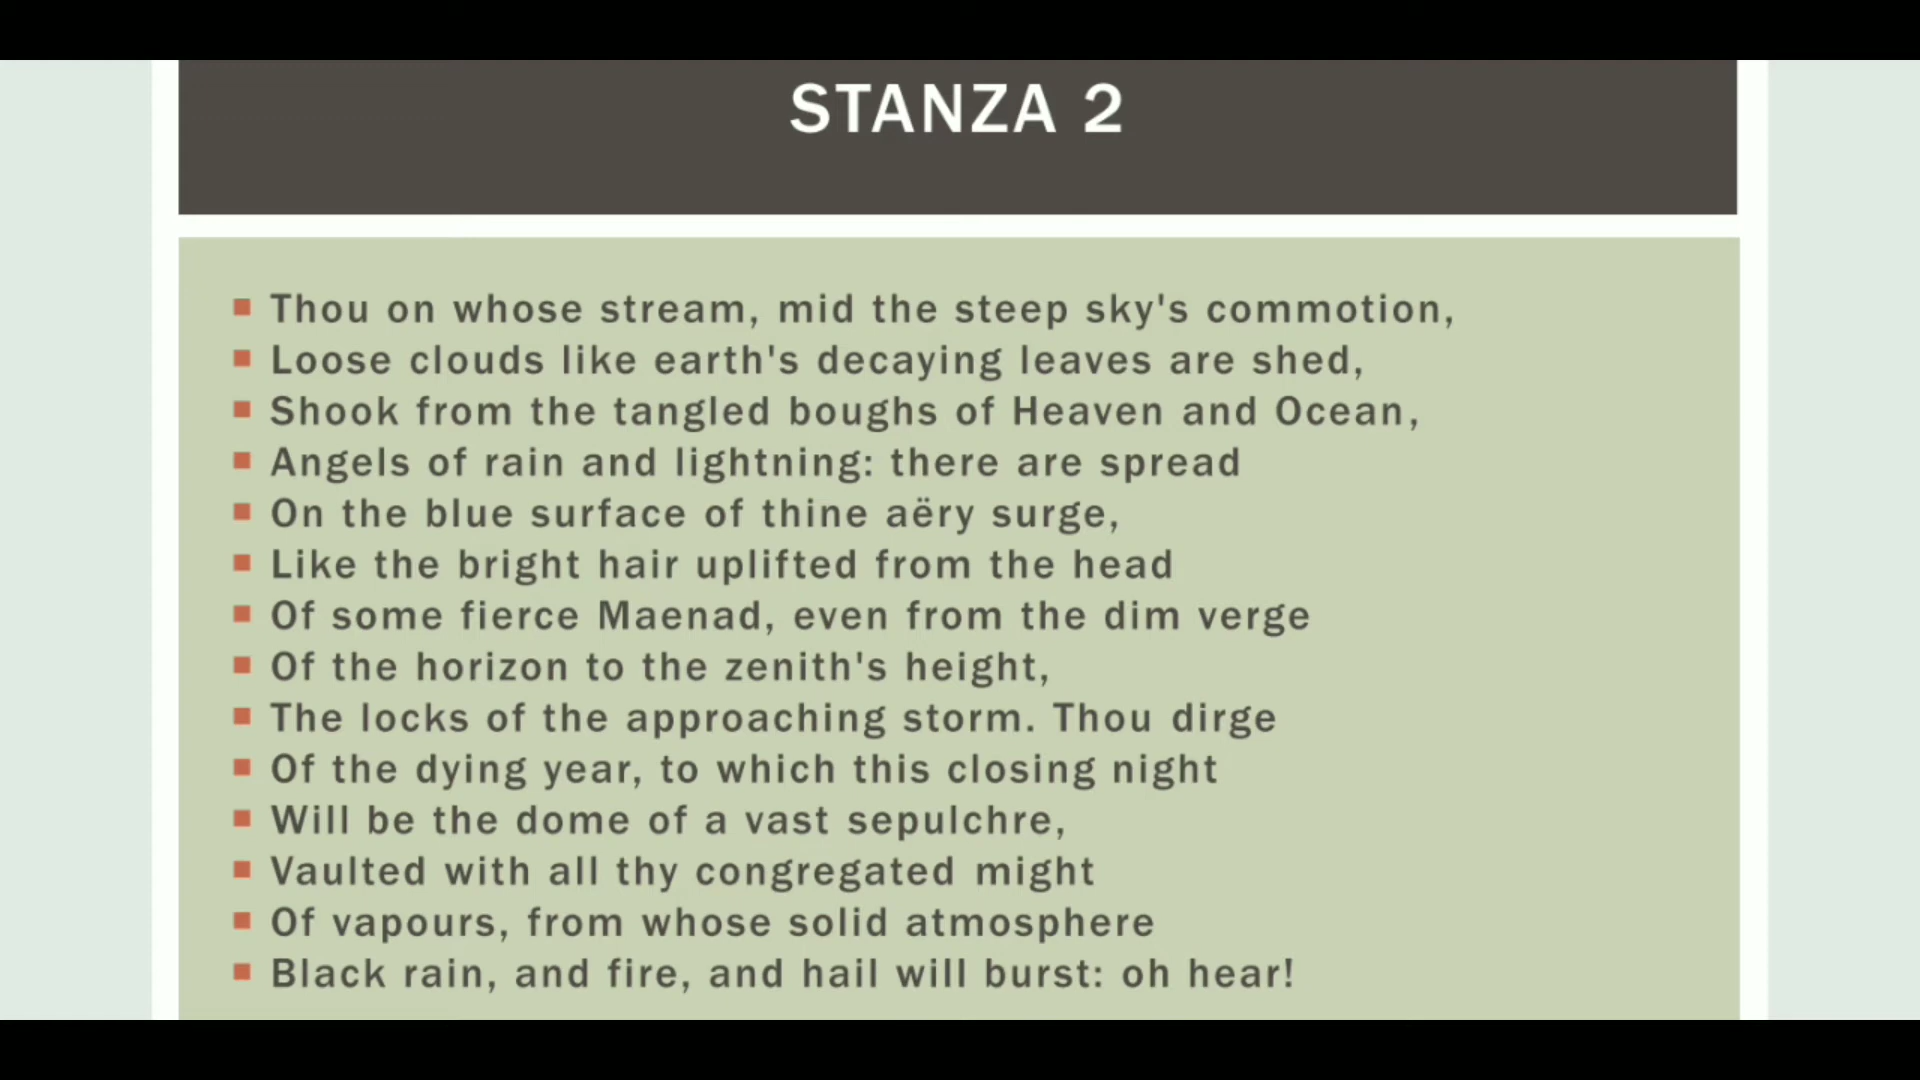 STANZA 2
Thou on whose stream, mid the steep sky's commotion,
Loose clouds like earth's decaying leaves are shed,
Shook from the tangled boughs of Heaven and Ocean,
Angels of rain and lightning: there are spread
On the blue surface of thine aëry surge,
Like the bright hair uplifted from the head
Of some fierce Maenad, even from the dim verge
Of the horizon to the zenith's height,
The locks of the approaching storm. Thou dirge
Of the dying year, to which this closing night
Will be the dome of a vast sepulchre,
Vaulted with all thy congregated might
Of vapours, from whose solid atmosphere
Black rain, and fire, and hail will burst: oh hear!